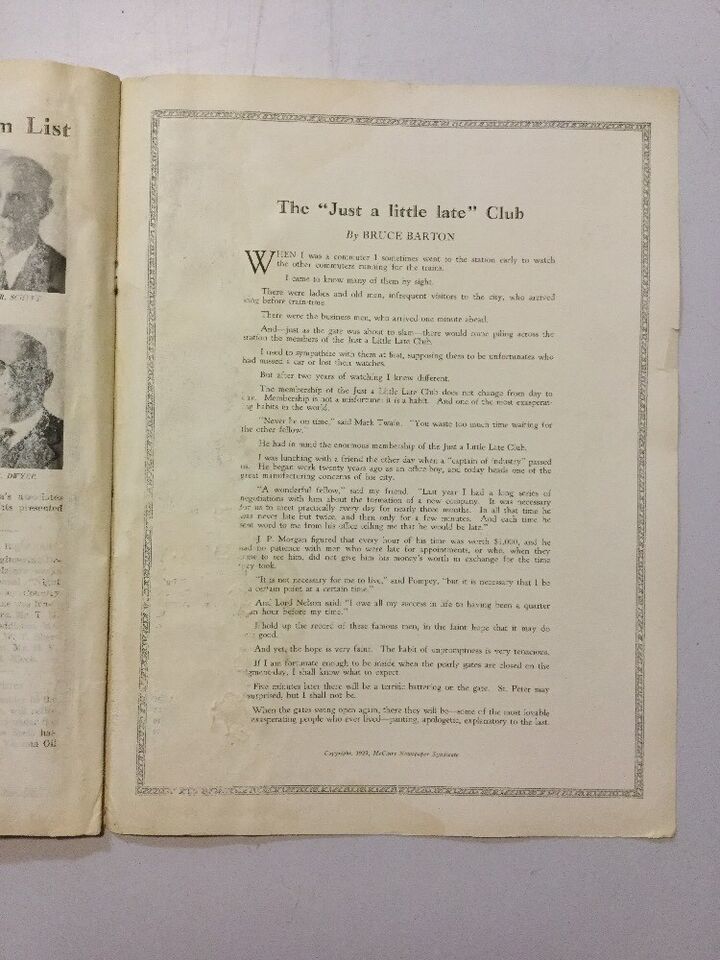 m List
R. SCHOTT
DWYER
The "Just a little late" Club
By BRUCE BARTON
WHEN I was a commuter I sometimes went to the station early to watch
the other commuters running for the trains.
I came to know many of them by sight.
There were ladies and old men, infrequent visitors to the city, who arrived
long before train-time.
There were the business men, who arrived one minute ahead.
And—just as the gate was about to slam—there would come piling across the
station the members of the Just a Little Late Club.
I used to sympathize with them at first, supposing them to be unfortunates who
had missed a car or lost their watches.
But after two years of watching I knew different.
The membership of the Just a Little Late Club does not change from day to
day. Membership is not a misfortune: it is a habit. And one of the most exasperat-
ing habits in the world.
"Never be on time," said Mark Twain. "You waste too much time waiting for
the other fellow."
He had in mind the enormous membership of the Just a Little Late Club.
I was lunching with a friend the other day when a "captain of industry" passed
us. He began work twenty years ago as an office-boy, and today heads one of the
great manufacturing concerns of his city.
"A wonderful fellow," said my friend. "Last year I had a long series of
negotiations with him about the formation of a new company. It was necessary
for us to meet practically every day for nearly three months. In all that time he
was never late but twice, and then only for a few minutes. And each time he
sent word to me from his office telling me that he would be late."
J. P. Morgan figured that every hour of his time was worth $1,000, and he
had no patience with men who were late for appointments, or who, when they
came to see him, did not give him his money's worth in exchange for the time
they took.
"It is not necessary for me to live," said Pompey, "but it is necessary that I be
a certain point at a certain time."
And Lord Nelson said: "I owe all my success in life to having been a quarter
an hour before my time."
I hold up the record of these famous men, in the faint hope that it may do
good.
And yet, the hope is very faint. The habit of unpromptness is very tenacious.
If I am fortunate enough to be inside when the pearly gates are closed on the
gment-day, I shall know what to expect.
Five minutes later there will be a terrific battering on the gate. St. Peter may
surprised, but I shall not be.
When the gates swing open again, there they will be—some of the most lovable
exasperating people who ever lived—panting, apologetic, explanatory to the last.
Copyright, 1923, McClure Newspaper Syndicate